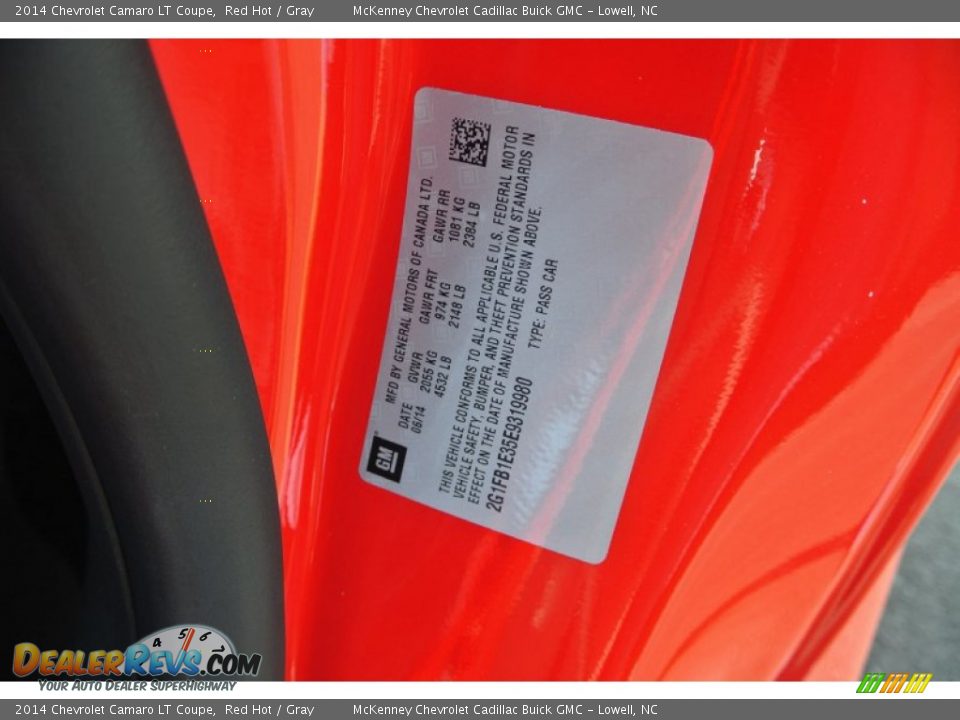 2014 Chevrolet Camaro LT Coupe, Red Hot / Gray McKenney Chevrolet Cadillac Buick GMC - Lowell, NC
MFD BY GENERAL MOTORS OF CANADA LTD.
DATE GVWR GAWR FRT GAWR RR
06/14 2055 KG 974 KG 1081 KG
4532 LB 2148 LB 2384 LB
GM
THIS VEHICLE CONFORMS TO ALL APPLICABLE U.S. FEDERAL MOTOR
VEHICLE SAFETY, BUMPER, AND THEFT PREVENTION STANDARDS IN
EFFECT ON THE DATE OF MANUFACTURE SHOWN ABOVE.
2G1FB1E35E9319980 TYPE: PASS CAR
4 5 6
DEALERREVS.COM
YOUR AUTO DEALER SUPERHIGHWAY
2014 Chevrolet Camaro LT Coupe, Red Hot / Gray McKenney Chevrolet Cadillac Buick GMC - Lowell, NC